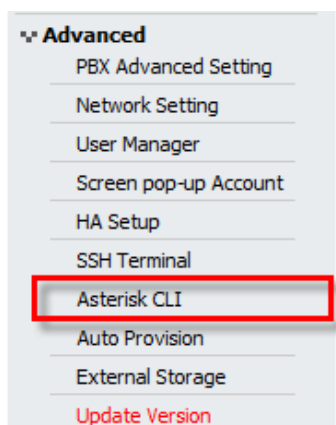 Advanced
PBX Advanced Setting
Network Setting
User Manager
Screen pop-up Account
HA Setup
SSH Terminal
Asterisk CLI
Auto Provision
External Storage
Update Version